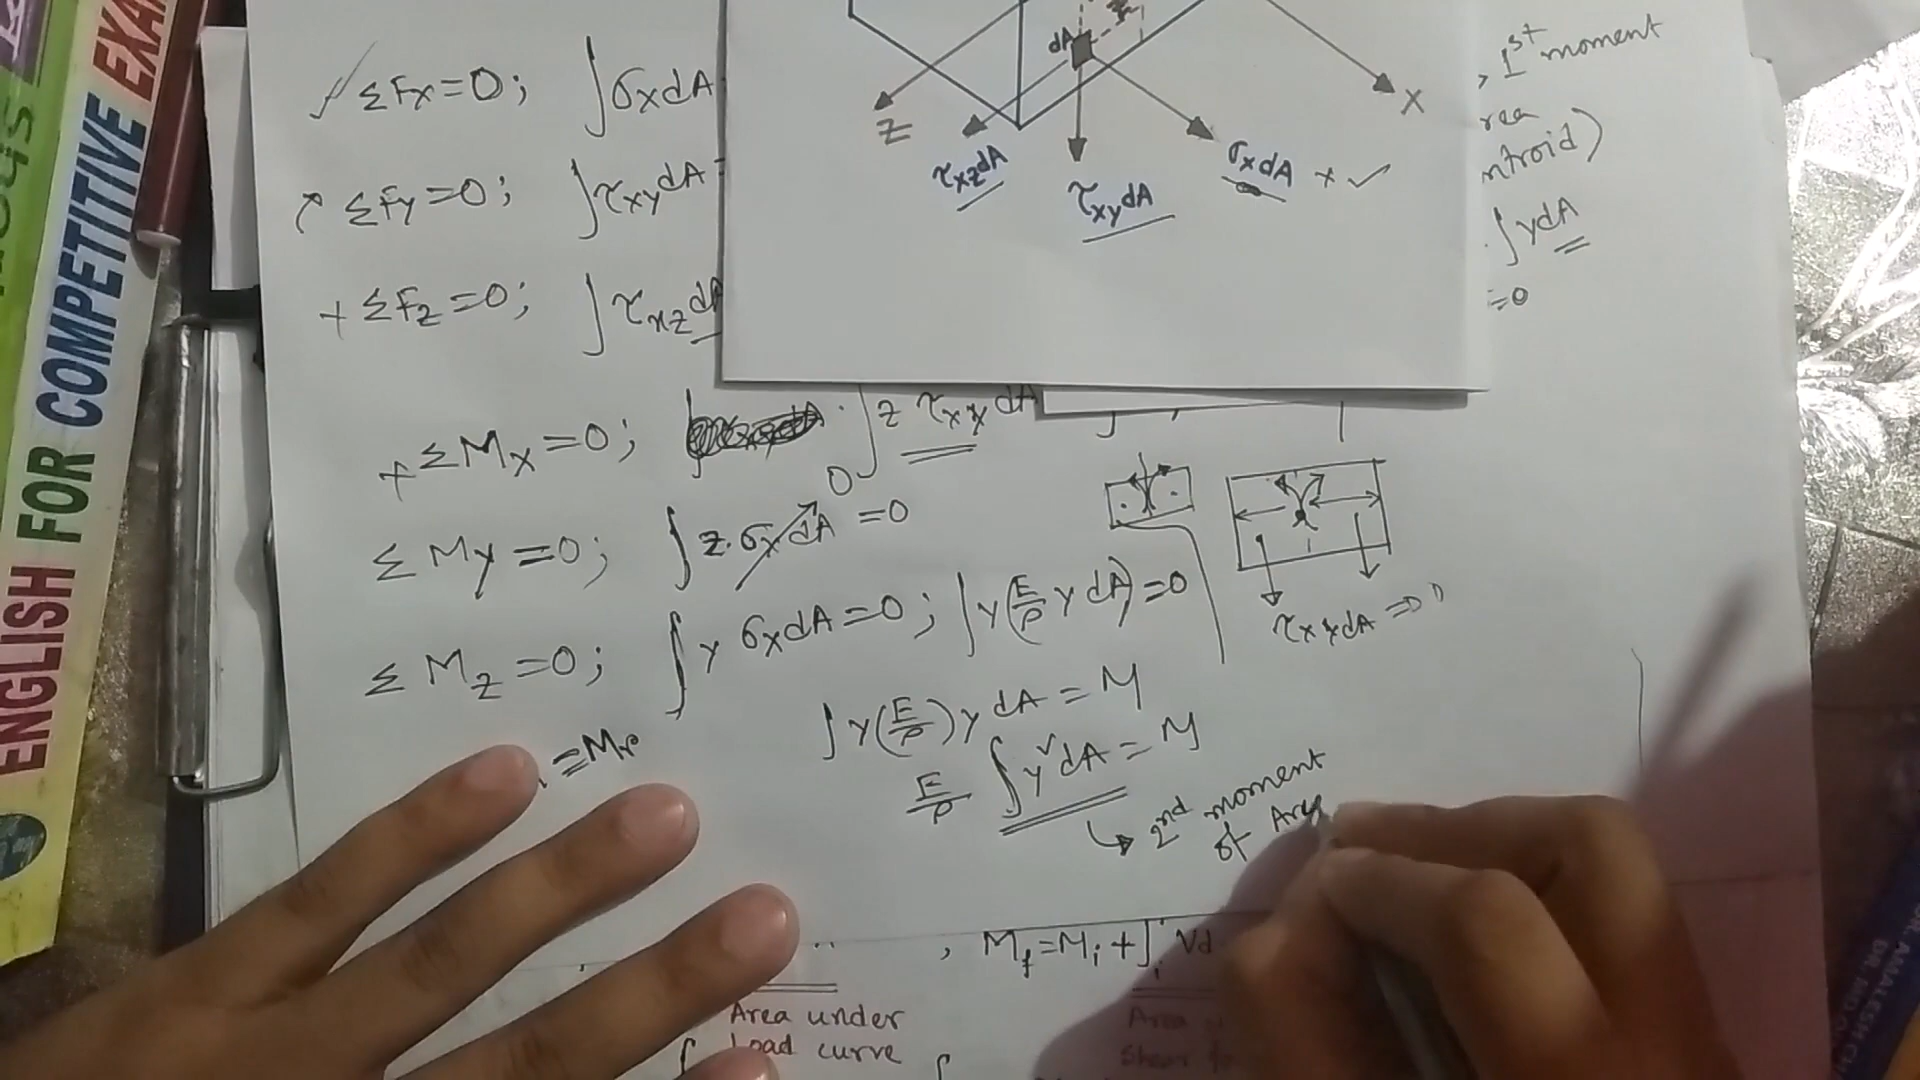 ENGLISH FOR COMPETITIVE EXA
ΣFx=0; ∫σxdA
ΣFy=0; ∫τxydA
+ ΣFz=0; ∫τxzdA
dA
Z
X
τxzdA
τxydA
σxdA + ✓
, 1st moment
∫ydA
=0
+ ΣMx=0; ∫z τxy dA
ΣMy=0; ∫z.σx dA 0 =0
ΣMz=0; ∫y σxdA=0; ∫y(E/ρ y dA)=0
τxydA =
∫y(E/ρ)y dA = M
E/ρ ∫y²dA = M
↳ 2nd moment
of Area
, Mf=Mi+∫i Vd
Area under
Load curve
Area
Shear